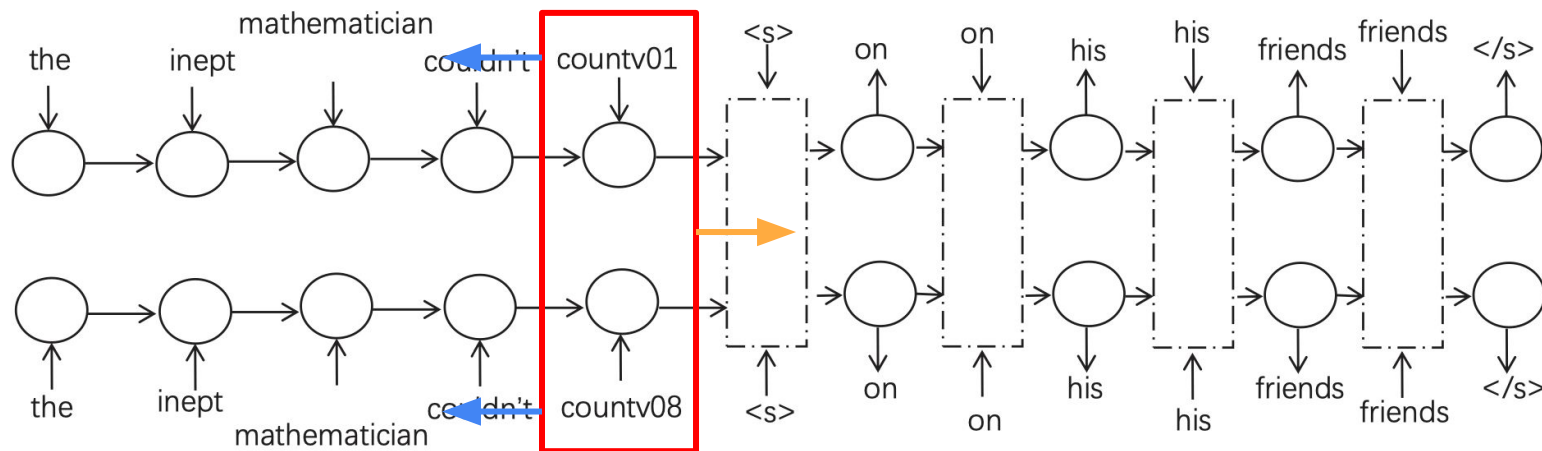 mathematician
<s>
on
on
his
his
friends
friends
</s>
the
inept
couldn't
countv01
the
inept
mathematician
couldn't
countv08
<s>
on
on
his
his
friends
friends
</s>